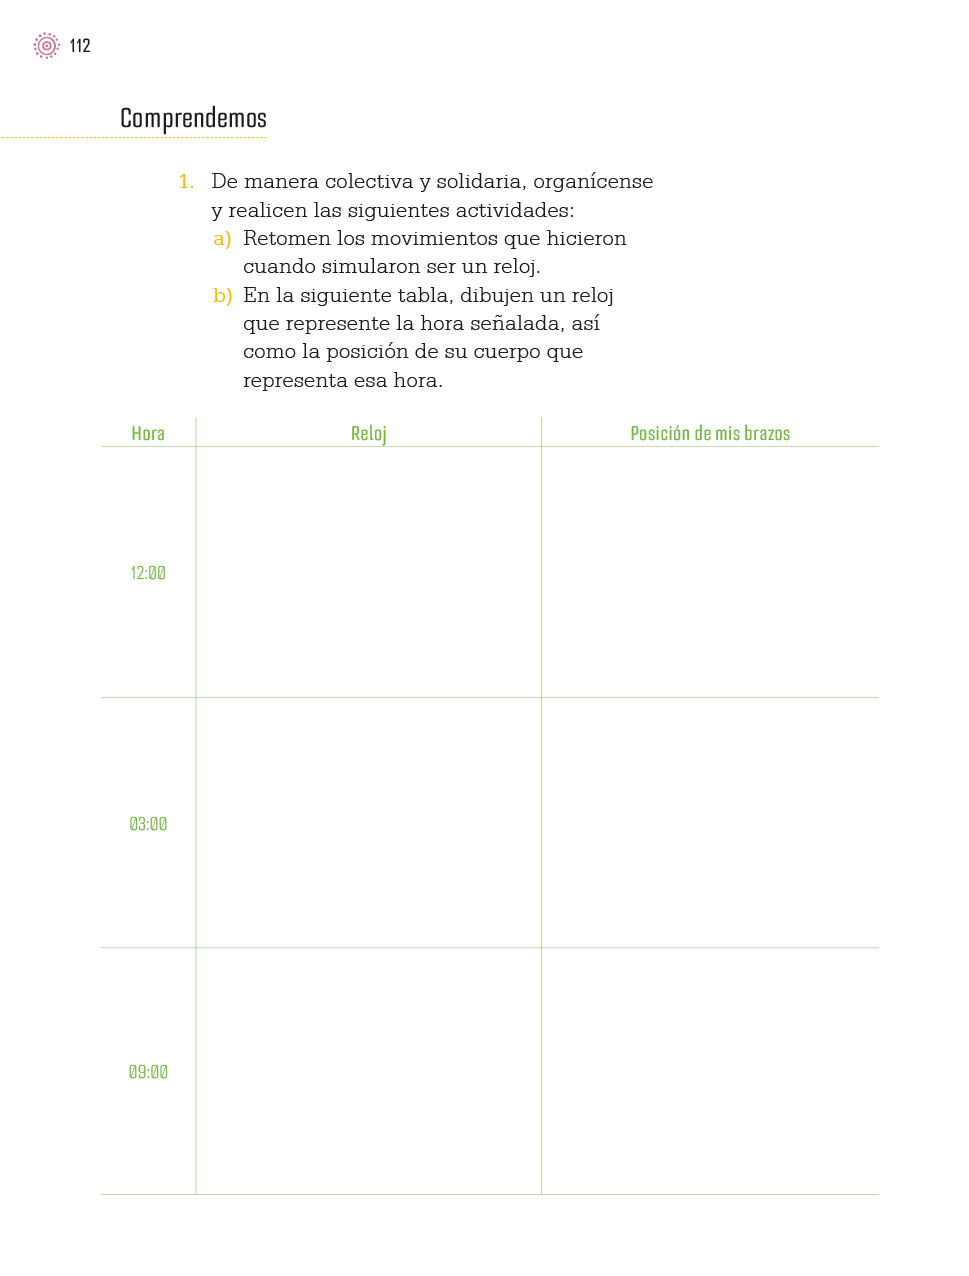 112
Comprendemos
1. De manera colectiva y solidaria, organícense
y realicen las siguientes actividades:
a) Retomen los movimientos que hicieron
cuando simularon ser un reloj.
b) En la siguiente tabla, dibujen un reloj
que represente la hora señalada, así
como la posición de su cuerpo que
representa esa hora.
Hora Reloj Posición de mis brazos
12:00
03:00
09:00